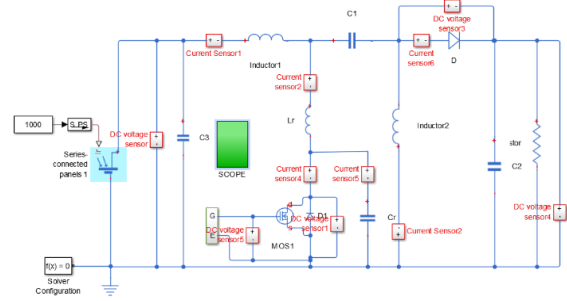 C1
DC voltage
sensor3
Current Sensor1
Inductor1
Current
sensor6
D
Current
sensor2
1000
S PS
DC voltage
sensor
C3
Lr
Inductor2
stor
Series-
connected
panels 1
SCOPE
C2
Current
sensor4
Current
sensor5
G
E
D1
DC voltage
sensor5
DC voltage
sensor1
Cr
MOS1
Current Sensor2
DC voltage
sensor4
f(x) = 0
Solver
Configuration